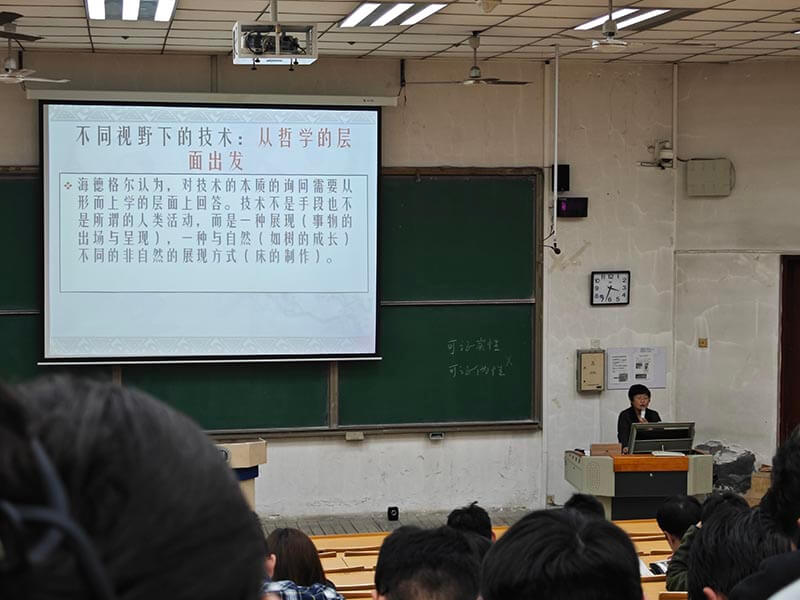 不同视野下的技术：从哲学的层
面出发
海德格尔认为，对技术的本质的询问需要从
形而上学的层面上回答。技术不是手段也不
是所谓的人类活动，而是一种展现（事物的
出场与呈现），一种与自然（如树的成长）
不同的非自然的展现方式（床的制作）。
可证实性
可证伪性